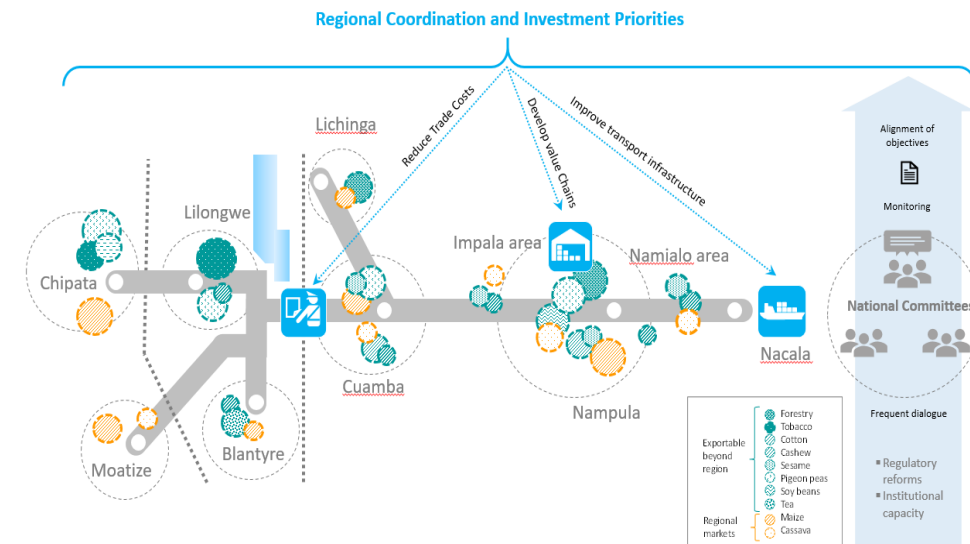 Regional Coordination and Investment Priorities
Reduce Trade Costs
Develop value Chains
Improve transport infrastructure
Lichinga
Lilongwe
Chipata
Impala area
Namialo area
Cuamba
Nampula
Nacala
Moatize
Blantyre
Alignment of
objectives
Monitoring
National Committees
Frequent dialogue
▪ Regulatory
reforms
▪ Institutional
capacity
Exportable
beyond
region
Forestry
Tobacco
Cotton
Cashew
Sesame
Pigeon peas
Soy beans
Tea
Regional
markets
Maize
Cassava